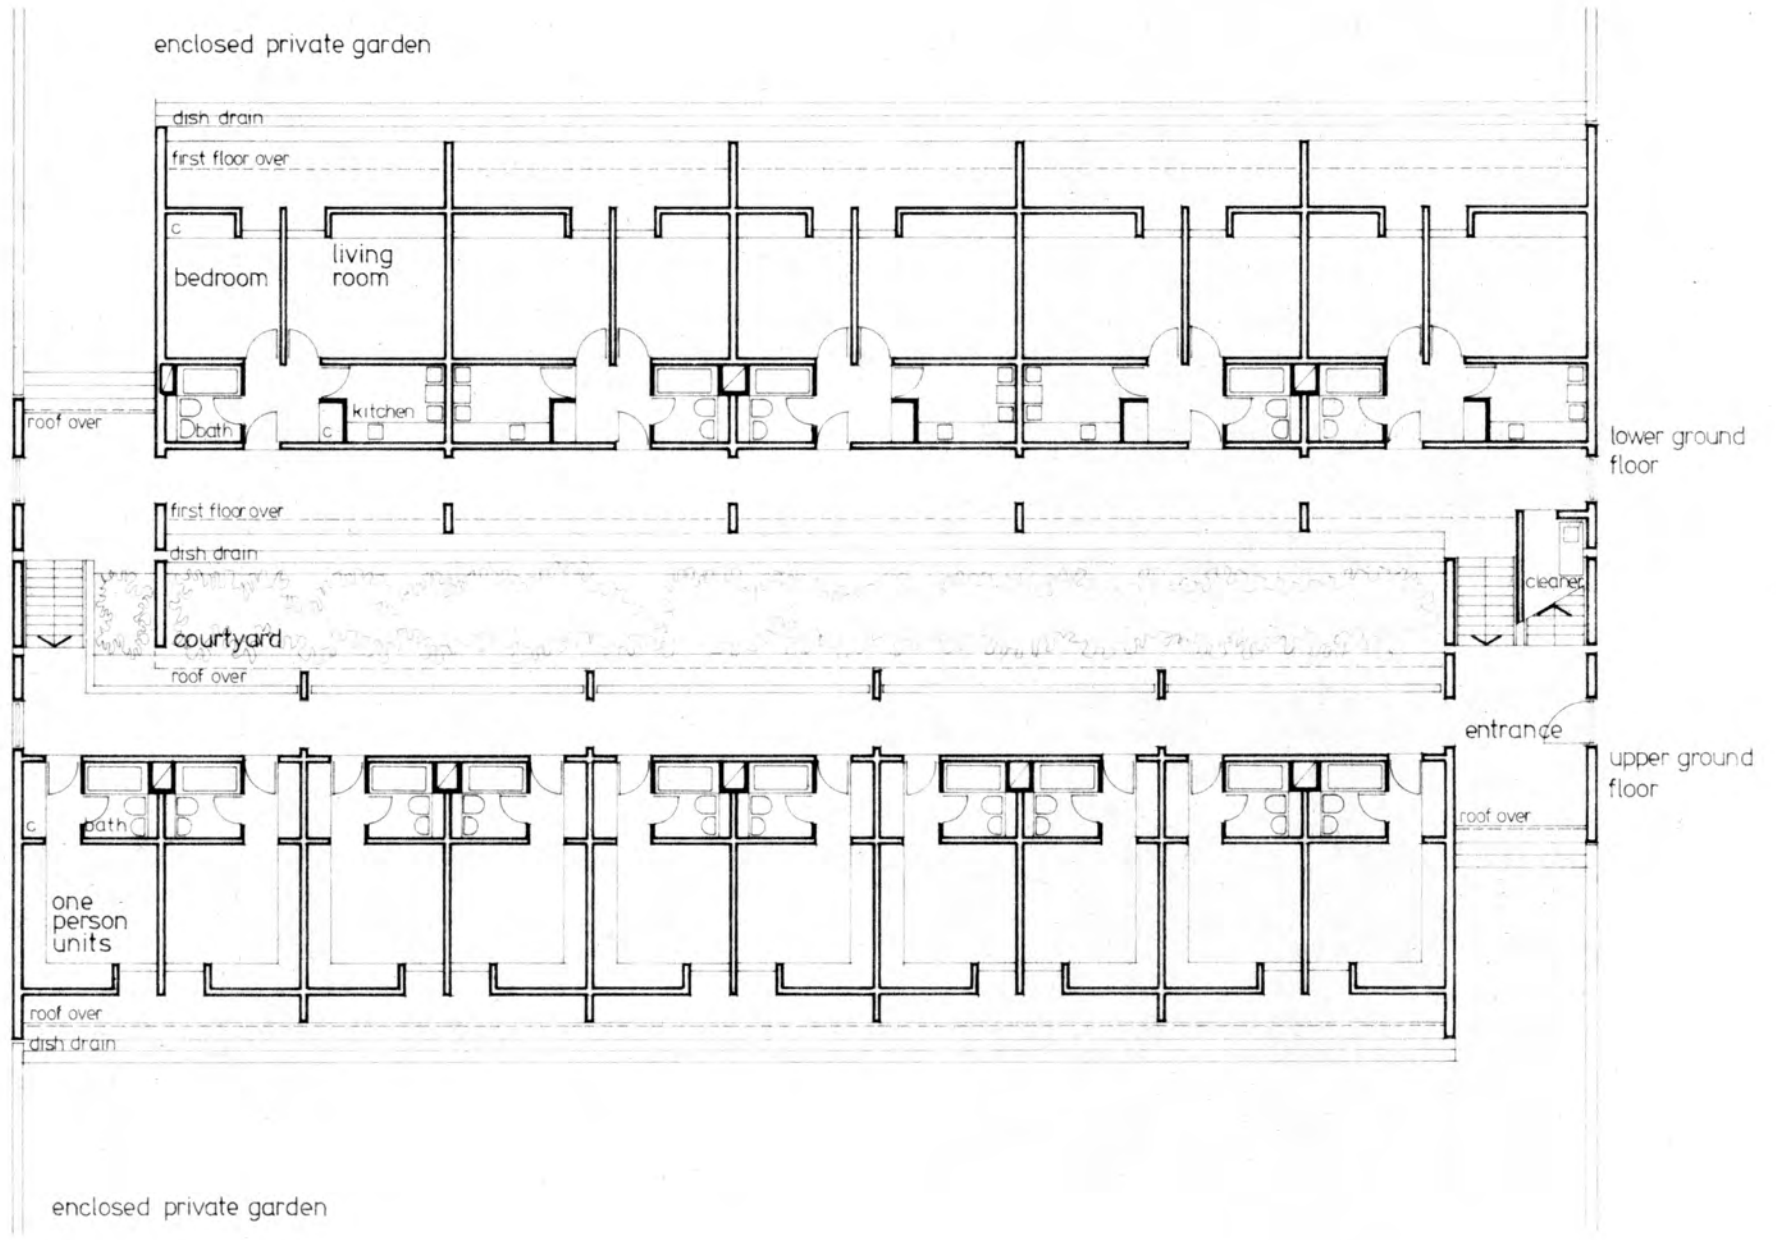 enclosed private garden
dish drain
first floor over
c
bedroom
living
room
roof over
bath
c
kitchen
lower ground
floor
first floor over
dish drain
cleaner
courtyard
roof over
entrance
upper ground
floor
c
bath
roof over
one
person
units
roof over
dish drain
enclosed private garden